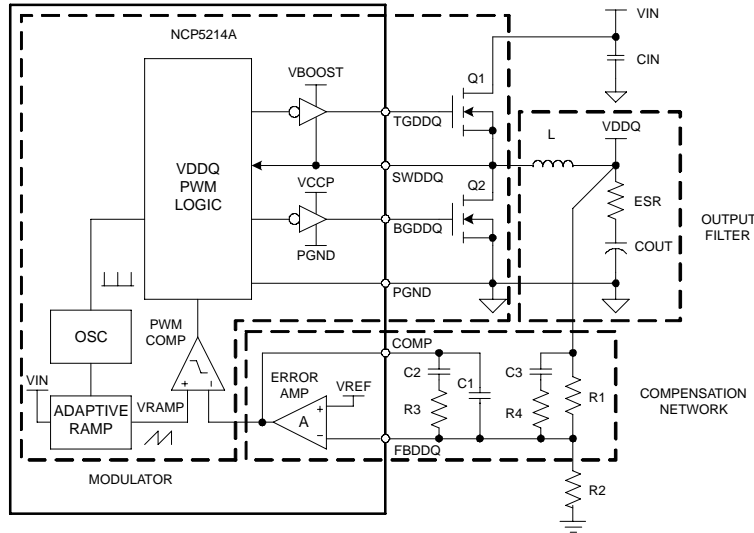 VIN
NCP5214A
CIN
VBOOST
Q1
TGDDQ
L
VDDQ
VDDQ
PWM
LOGIC
SWDDQ
VCCP
Q2
ESR
BGDDQ
OUTPUT
FILTER
COUT
PGND
PGND
PWM
COMP
COMP
OSC
C2
C1
C3
R1
COMPENSATION
NETWORK
VIN
ERROR
AMP
VREF
+
−
+
R3
R4
ADAPTIVE
RAMP
VRAMP
A
−
FBDDQ
MODULATOR
R2